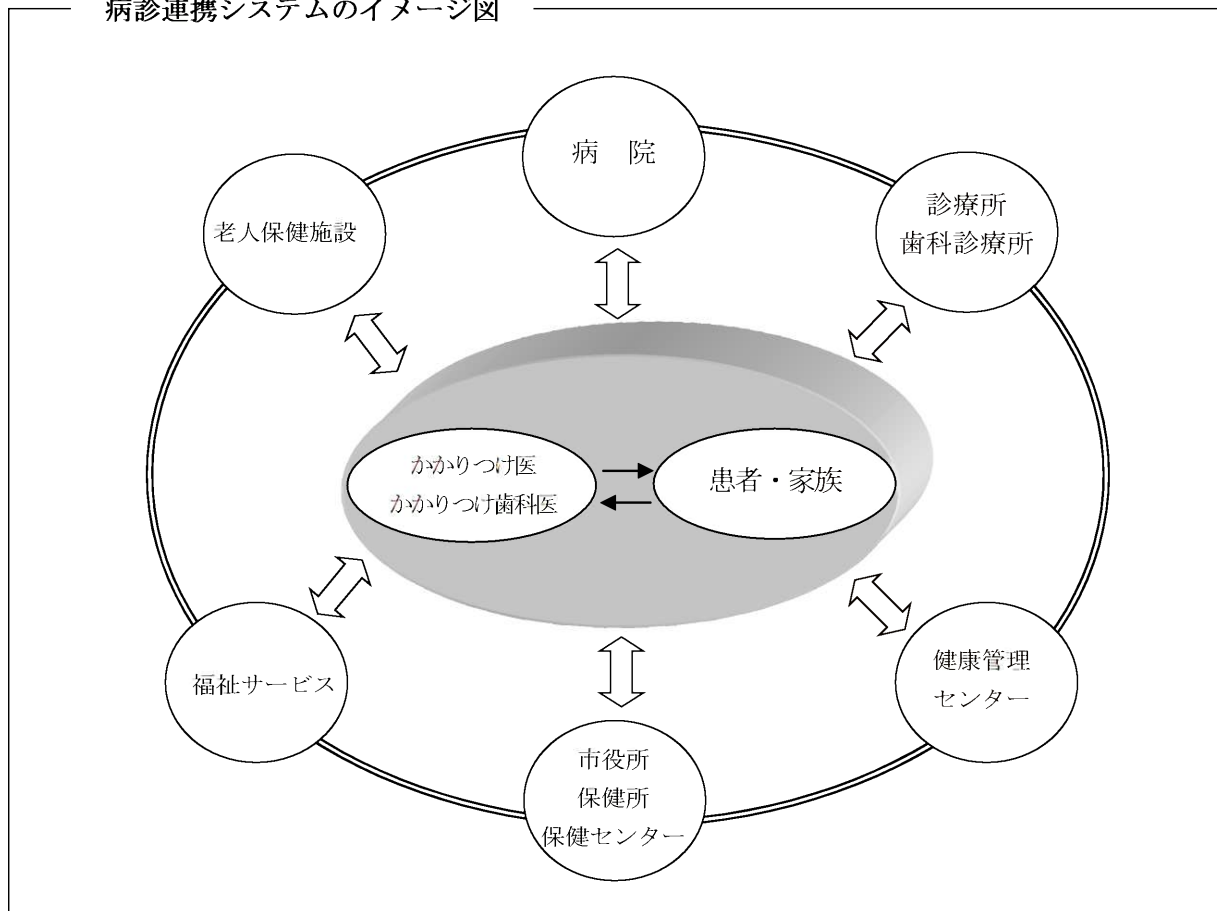 病診連携システムのイメージ図
病　院
診療所
歯科診療所
老人保健施設
かかりつけ医
かかりつけ歯科医
患者・家族
健康管理
センター
福祉サービス
市役所
保健所
保健センター